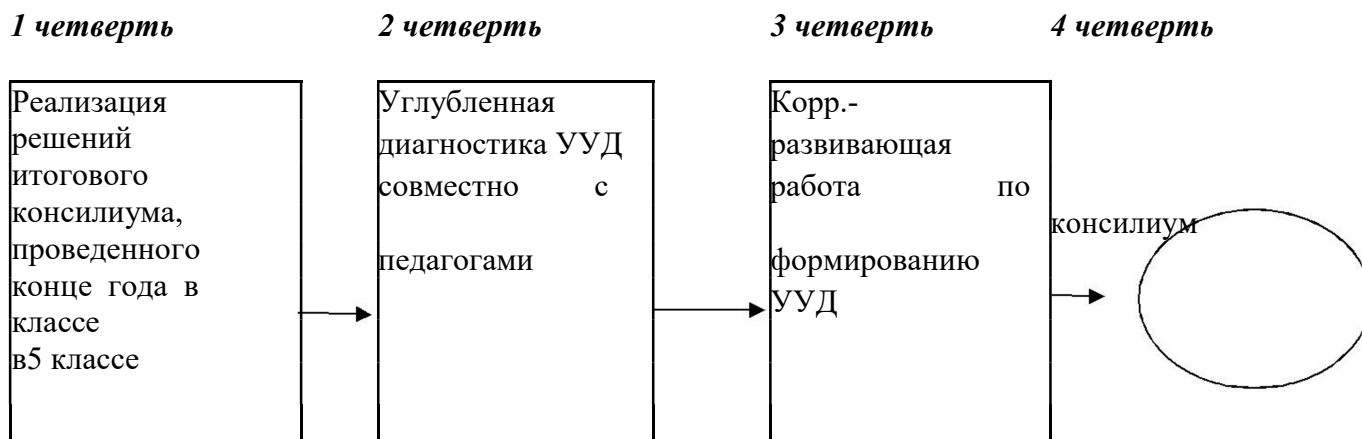 1 четверть 2 четверть 3 четверть 4 четверть
Реализация
решений
итогового
консилиума,
проведенного
конце года в
классе
в5 классе
Углубленная
диагностика УУД
совместно с
педагогами
Корр.-
развивающая
работа по
формированию
УУД
консилиум